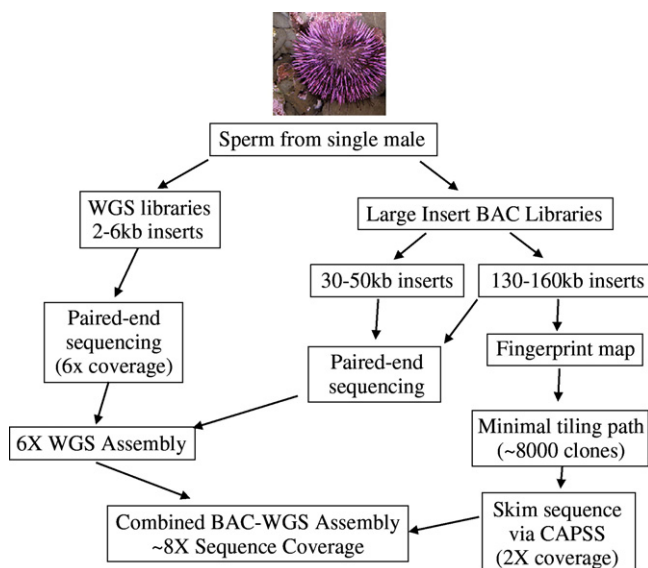 Sperm from single male
WGS libraries
2-6kb inserts
Large Insert BAC Libraries
30-50kb inserts
130-160kb inserts
Paired-end
sequencing
(6x coverage)
Paired-end
sequencing
Fingerprint map
6X WGS Assembly
Minimal tiling path
(~8000 clones)
Combined BAC-WGS Assembly
~8X Sequence Coverage
Skim sequence
via CAPSS
(2X coverage)